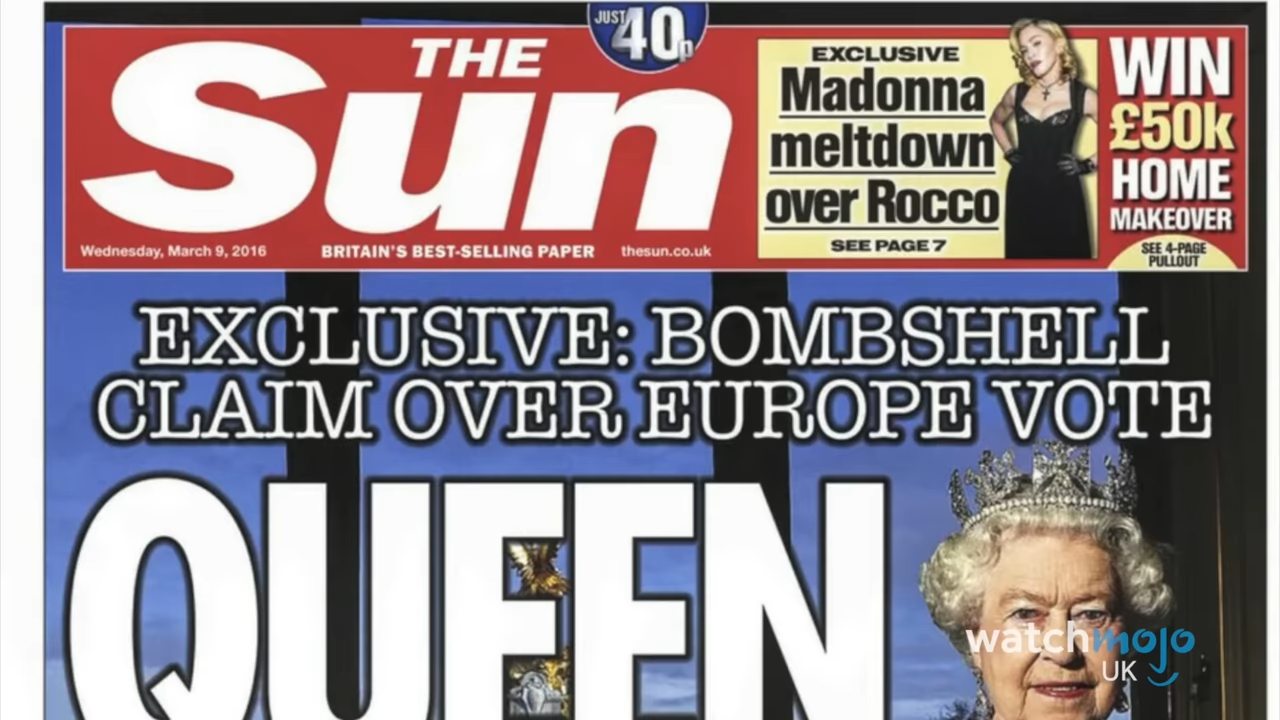 JUST
40p
THE
Sun
Wednesday, March 9, 2016
BRITAIN'S BEST-SELLING PAPER
thesun.co.uk
EXCLUSIVE
Madonna
meltdown
over Rocco
SEE PAGE 7
WIN
£50k
HOME
MAKEOVER
SEE 4-PAGE
PULLOUT
EXCLUSIVE: BOMBSHELL
CLAIM OVER EUROPE VOTE
QUEEN
watchmojo
UK